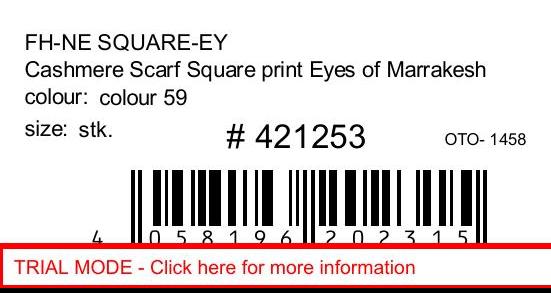 FH-NE SQUARE-EY
Cashmere Scarf Square print Eyes of Marrakesh
colour: colour 59
size: stk. # 421253 OTO- 1458
4 058196 202315
TRIAL MODE - Click here for more information